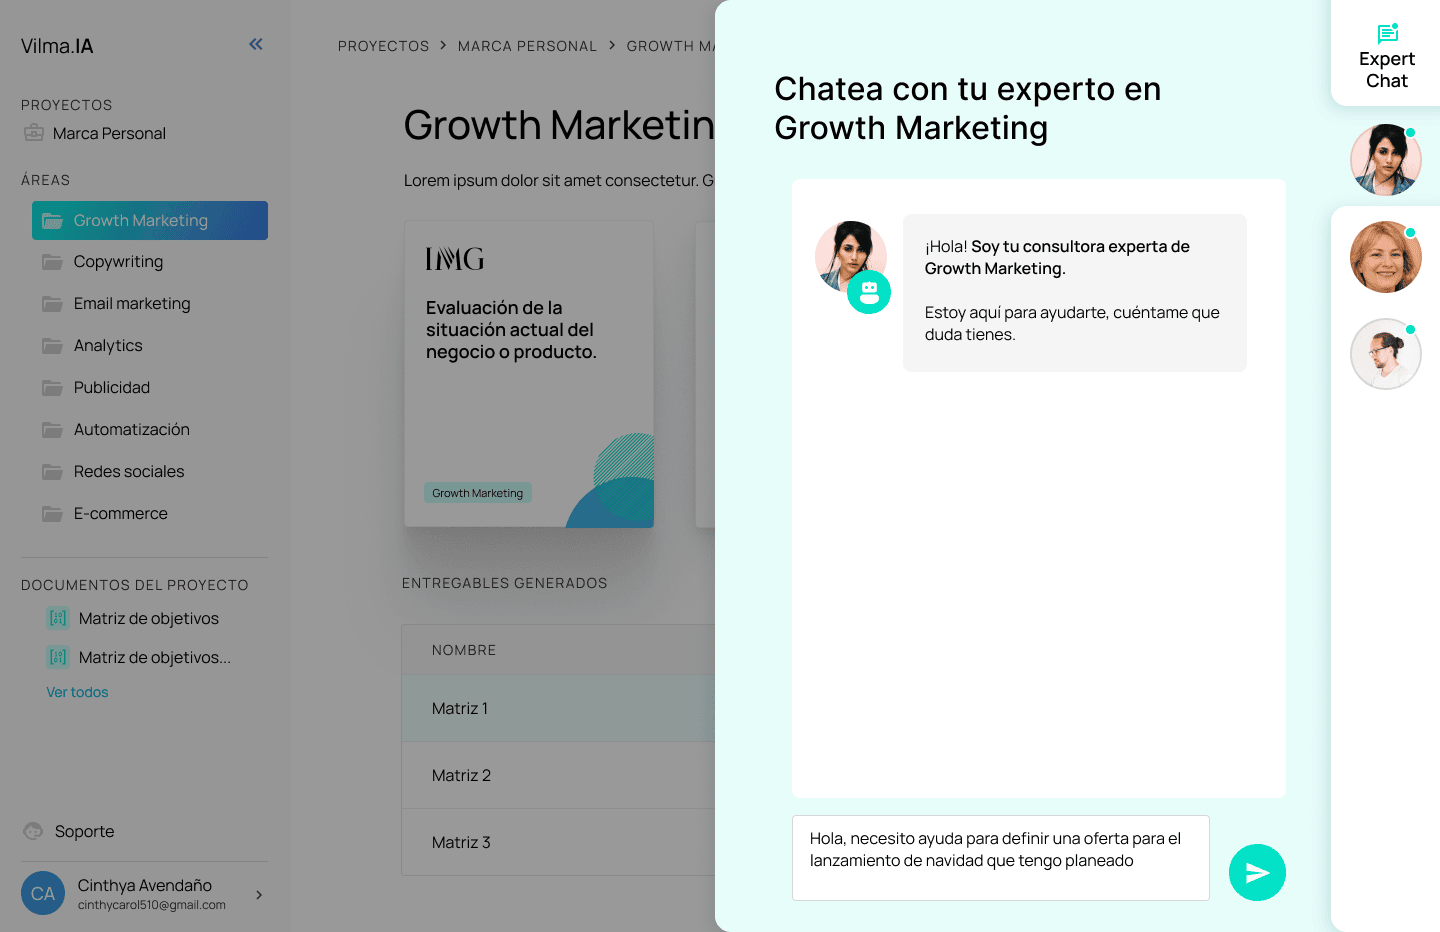 Vilma.IA
PROYECTOS
Marca Personal
ÁREAS
Growth Marketing
Copywriting
Email marketing
Analytics
Publicidad
Automatización
Redes sociales
E-commerce
DOCUMENTOS DEL PROYECTO
Matriz de objetivos
Matriz de objetivos...
Ver todos
Soporte
CA
Cinthya Avendaño
cinthycarol510@gmail.com
PROYECTOS > MARCA PERSONAL > GROWTH MA
Growth Marketin
Lorem ipsum dolor sit amet consectetur. G
IMG
Evaluación de la
situación actual del
negocio o producto.
Growth Marketing
ENTREGABLES GENERADOS
NOMBRE
Matriz 1
Matriz 2
Matriz 3
Chatea con tu experto en
Growth Marketing
¡Hola! Soy tu consultora experta de
Growth Marketing.
Estoy aquí para ayudarte, cuéntame que
duda tienes.
Hola, necesito ayuda para definir una oferta para el
lanzamiento de navidad que tengo planeado
Expert
Chat